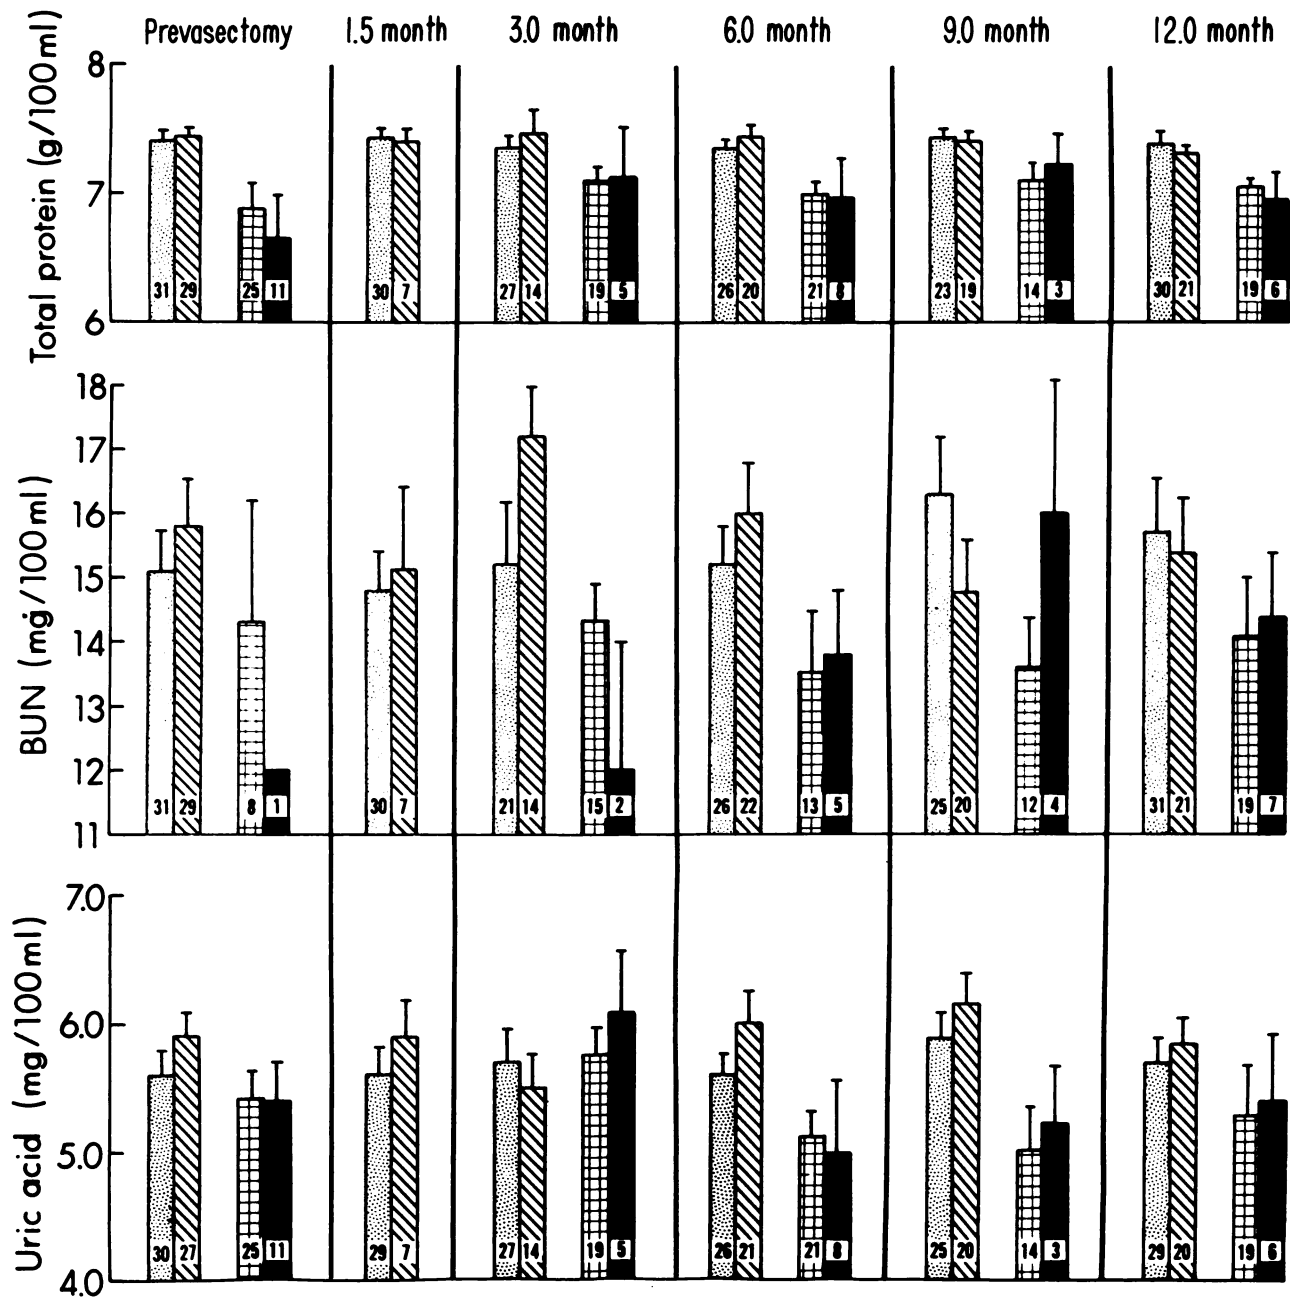 Prevasectomy 1.5 month 3.0 month 6.0 month 9.0 month 12.0 month
Total protein (g/100ml)
8
7
6
31 29 25 11 30 7 27 14 19 5 26 20 21 8 23 19 14 3 30 21 19 6
BUN (mg/100ml)
18
17
16
15
14
13
12
11
31 29 8 1 30 7 21 14 15 2 26 22 13 5 25 20 12 4 31 21 19 7
Uric acid (mg/100ml)
7.0
6.0
5.0
4.0
30 27 25 11 29 7 27 14 19 5 26 21 21 8 25 20 14 3 29 20 19 6